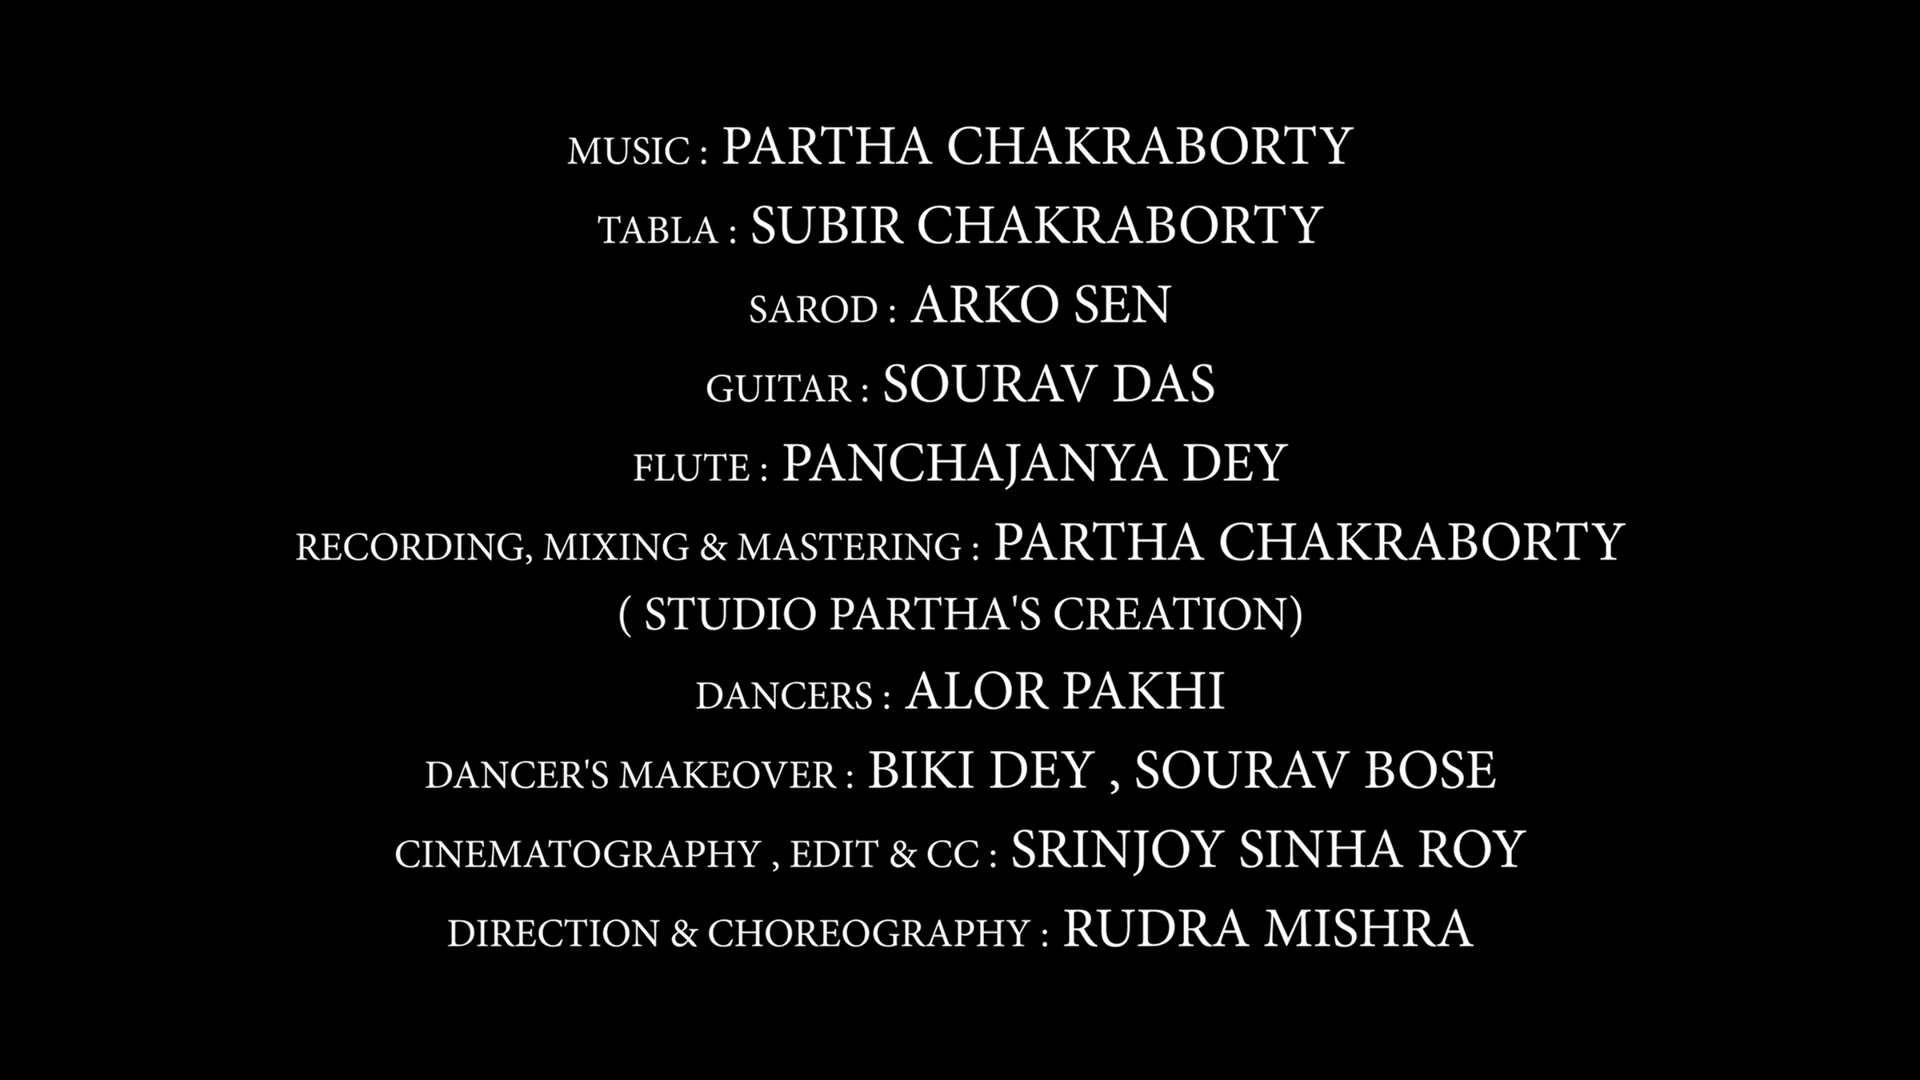 MUSIC : PARTHA CHAKRABORTY
TABLA : SUBIR CHAKRABORTY
SAROD : ARKO SEN
GUITAR : SOURAV DAS
FLUTE : PANCHAJANYA DEY
RECORDING, MIXING & MASTERING : PARTHA CHAKRABORTY
( STUDIO PARTHA'S CREATION)
DANCERS : ALOR PAKHI
DANCER'S MAKEOVER : BIKI DEY , SOURAV BOSE
CINEMATOGRAPHY , EDIT & CC : SRINJOY SINHA ROY
DIRECTION & CHOREOGRAPHY : RUDRA MISHRA